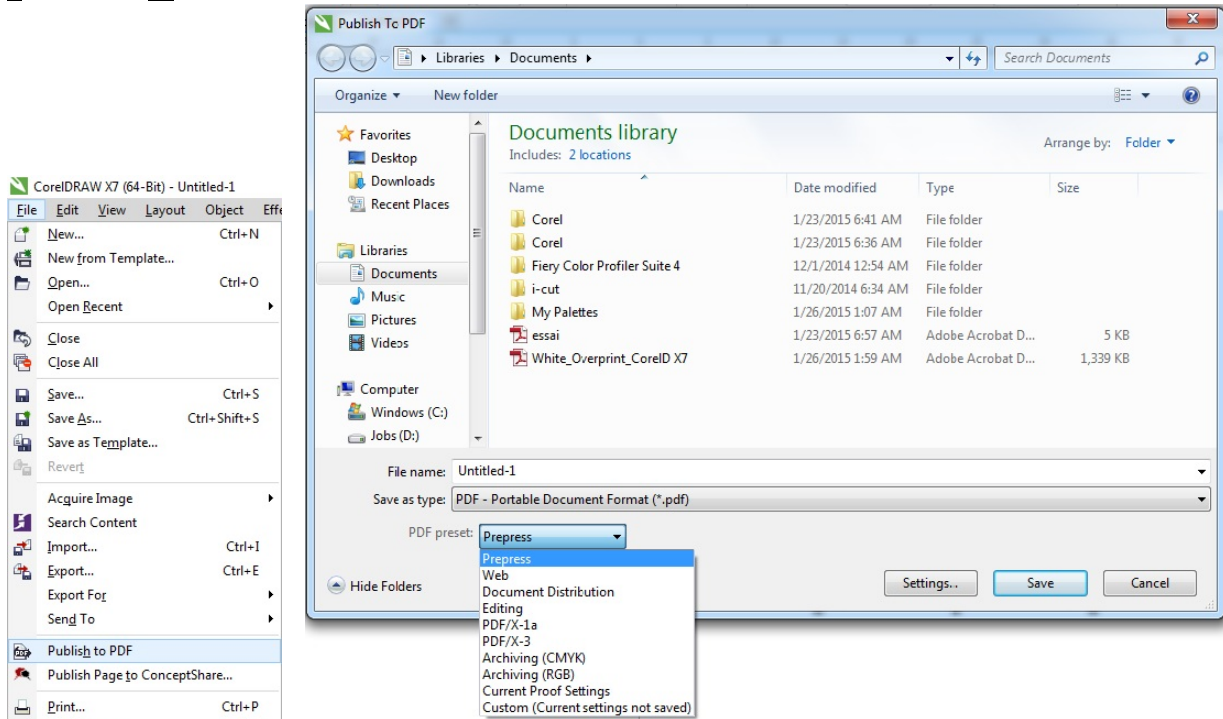 CorelDRAW X7 (64-Bit) - Untitled-1
File Edit View Layout Object Effe
New... Ctrl+N
New from Template...
Open... Ctrl+O
Open Recent
Close
Close All
Save... Ctrl+S
Save As... Ctrl+Shift+S
Save as Template...
Revert
Acquire Image
Search Content
Import... Ctrl+I
Export... Ctrl+E
Export For
Send To
Publish to PDF
Publish Page to ConceptShare...
Print... Ctrl+P
Publish To PDF
Libraries Documents Search Documents
Organize New folder
Favorites
Desktop
Downloads
Recent Places
Libraries
Documents
Music
Pictures
Videos
Computer
Windows (C:)
Jobs (D:)
Documents library
Includes: 2 locations
Arrange by: Folder
Name Date modified Type Size
Corel 1/23/2015 6:41 AM File folder
Corel 1/23/2015 6:36 AM File folder
Fiery Color Profiler Suite 4 12/1/2014 12:54 AM File folder
i-cut 11/20/2014 6:34 AM File folder
My Palettes 1/26/2015 1:07 AM File folder
essai 1/23/2015 6:57 AM Adobe Acrobat D... 5 KB
White_Overprint_CorelD X7 1/26/2015 1:59 AM Adobe Acrobat D... 1,339 KB
File name: Untitled-1
Save as type: PDF - Portable Document Format (*.pdf)
PDF preset: Prepress
Prepress
Web
Document Distribution
Editing
PDF/X-1a
PDF/X-3
Archiving (CMYK)
Archiving (RGB)
Current Proof Settings
Custom (Current settings not saved)
Hide Folders Settings... Save Cancel